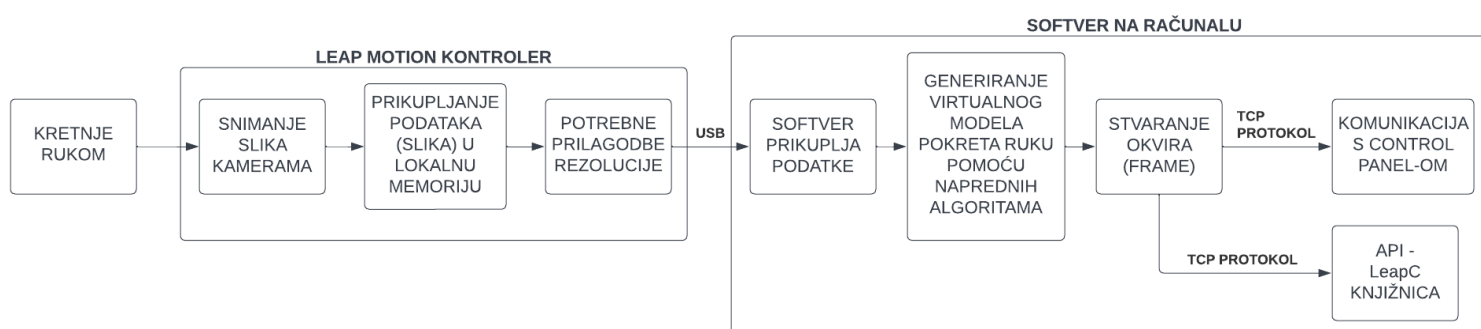 SOFTVER NA RAČUNALU
LEAP MOTION KONTROLER
KRETNJE
RUKOM
SNIMANJE
SLIKA
KAMERAMA
PRIKUPLJANJE
PODATAKA
(SLIKA) U
LOKALNU
MEMORIJU
POTREBNE
PRILAGODBE
REZOLUCIJE
USB
SOFTVER
PRIKUPLJA
PODATKE
GENERIRANJE
VIRTUALNOG
MODELA
POKRETA RUKU
POMOĆU
NAPREDNIH
ALGORITAMA
STVARANJE
OKVIRA
(FRAME)
TCP
PROTOKOL
KOMUNIKACIJA
S CONTROL
PANEL-OM
TCP PROTOKOL
API -
LeapC
KNJIŽNICA